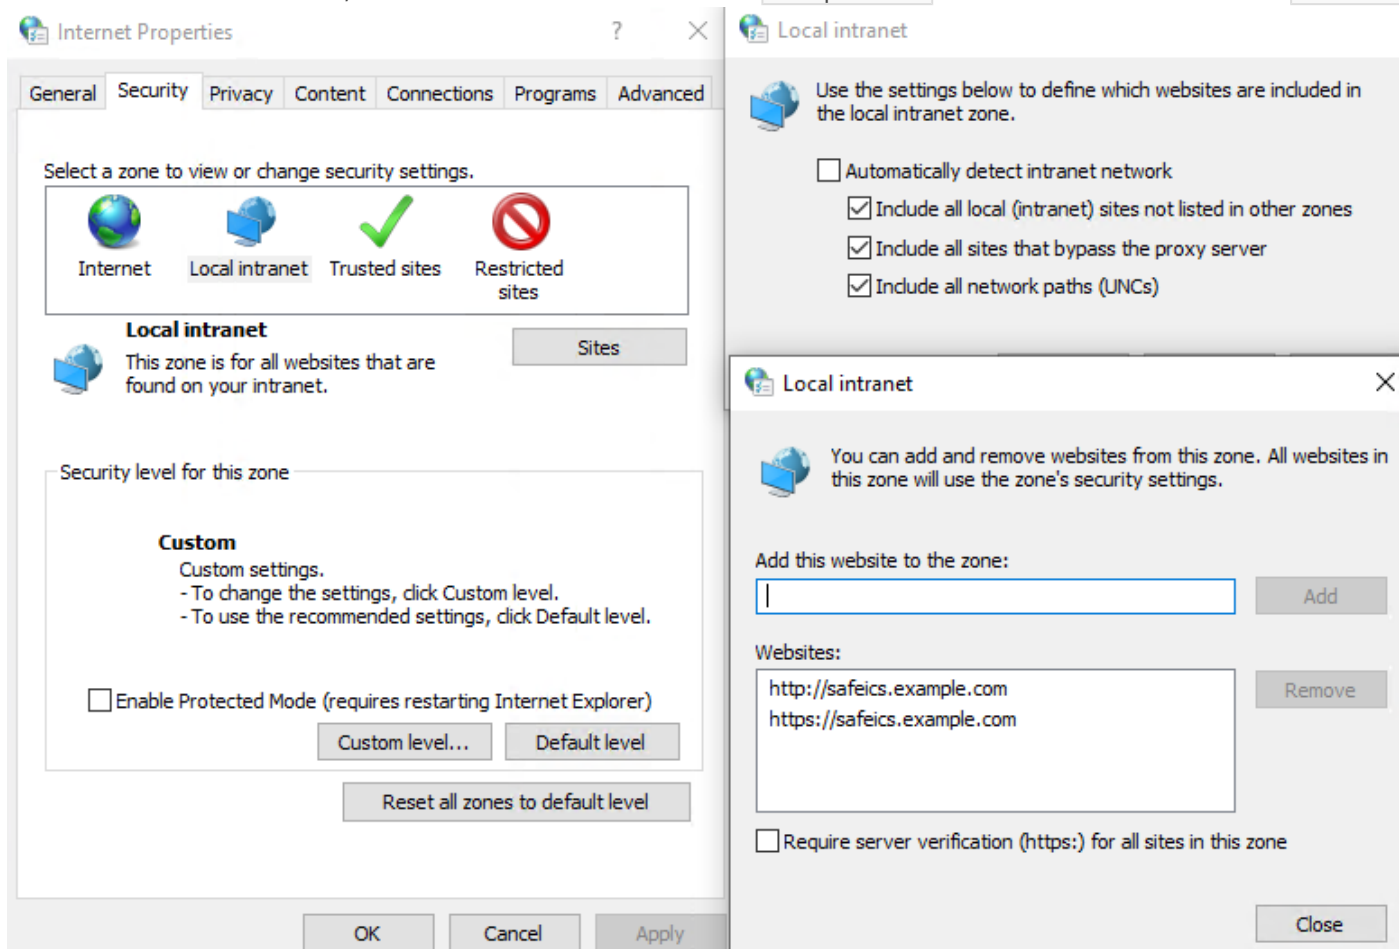 Internet Properties
?
General Security Privacy Content Connections Programs Advanced
Select a zone to view or change security settings.
Internet
Local intranet
Trusted sites
Restricted
sites
Local intranet
This zone is for all websites that are
found on your intranet.
Sites
Security level for this zone
Custom
Custom settings.
- To change the settings, click Custom level.
- To use the recommended settings, click Default level.
Enable Protected Mode (requires restarting Internet Explorer)
Custom level...
Default level
Reset all zones to default level
OK
Cancel
Apply
Local intranet
Use the settings below to define which websites are included in
the local intranet zone.
Automatically detect intranet network
Include all local (intranet) sites not listed in other zones
Include all sites that bypass the proxy server
Include all network paths (UNCs)
Local intranet
You can add and remove websites from this zone. All websites in
this zone will use the zone's security settings.
Add this website to the zone:
Add
Websites:
http://safeics.example.com
https://safeics.example.com
Remove
Require server verification (https:) for all sites in this zone
Close